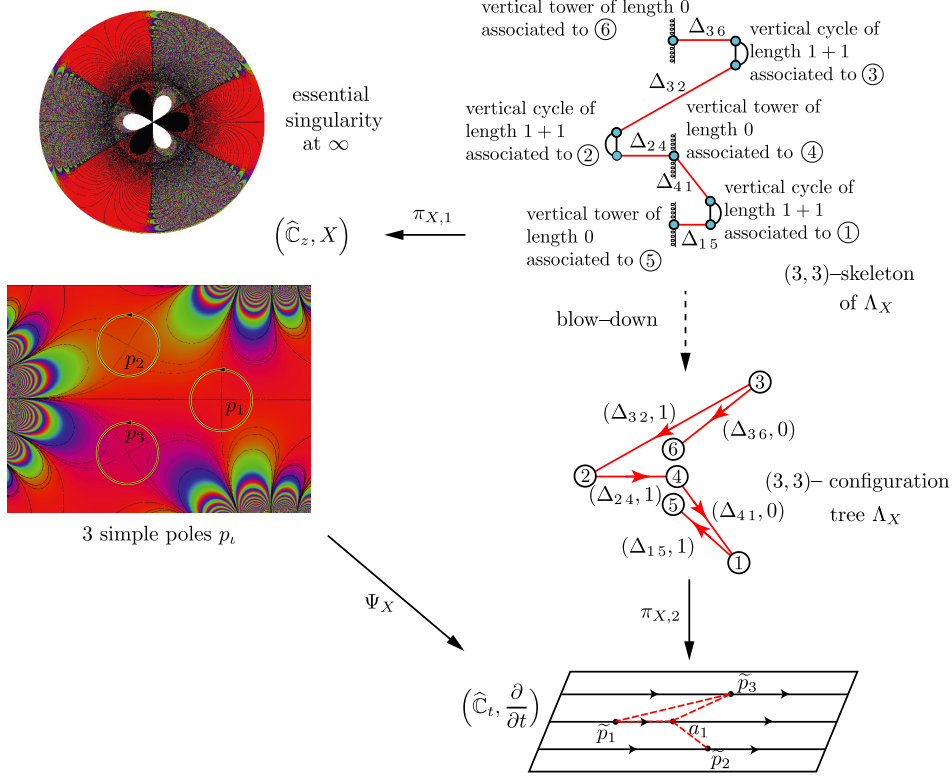 essential
singularity
at ∞
vertical tower of length 0
associated to ⑥
Δ₃₆
vertical cycle of
length 1 + 1
associated to ③
Δ₃₂
vertical cycle of
length 1 + 1
associated to ②
Δ₂₄
vertical tower of
length 0
associated to ④
Δ₄₁
vertical tower of
length 0
associated to ⑤
Δ₁₅
vertical cycle of
length 1 + 1
associated to ①
(Ĉ_z, X)
π_{X,1}
(3, 3)–skeleton
of Λ_X
blow–down
p₂
p₁
p₃
3 simple poles p_ι
③
(Δ₃₂, 1)
(Δ₃₆, 0)
⑥
②
④
(Δ₂₄, 1)
⑤
(Δ₄₁, 0)
(Δ₁₅, 1)
①
(3, 3)– configuration
tree Λ_X
Ψ_X
π_{X,2}
(Ĉ_t, ∂/∂t)
p̃₃
p̃₁
a₁
p̃₂